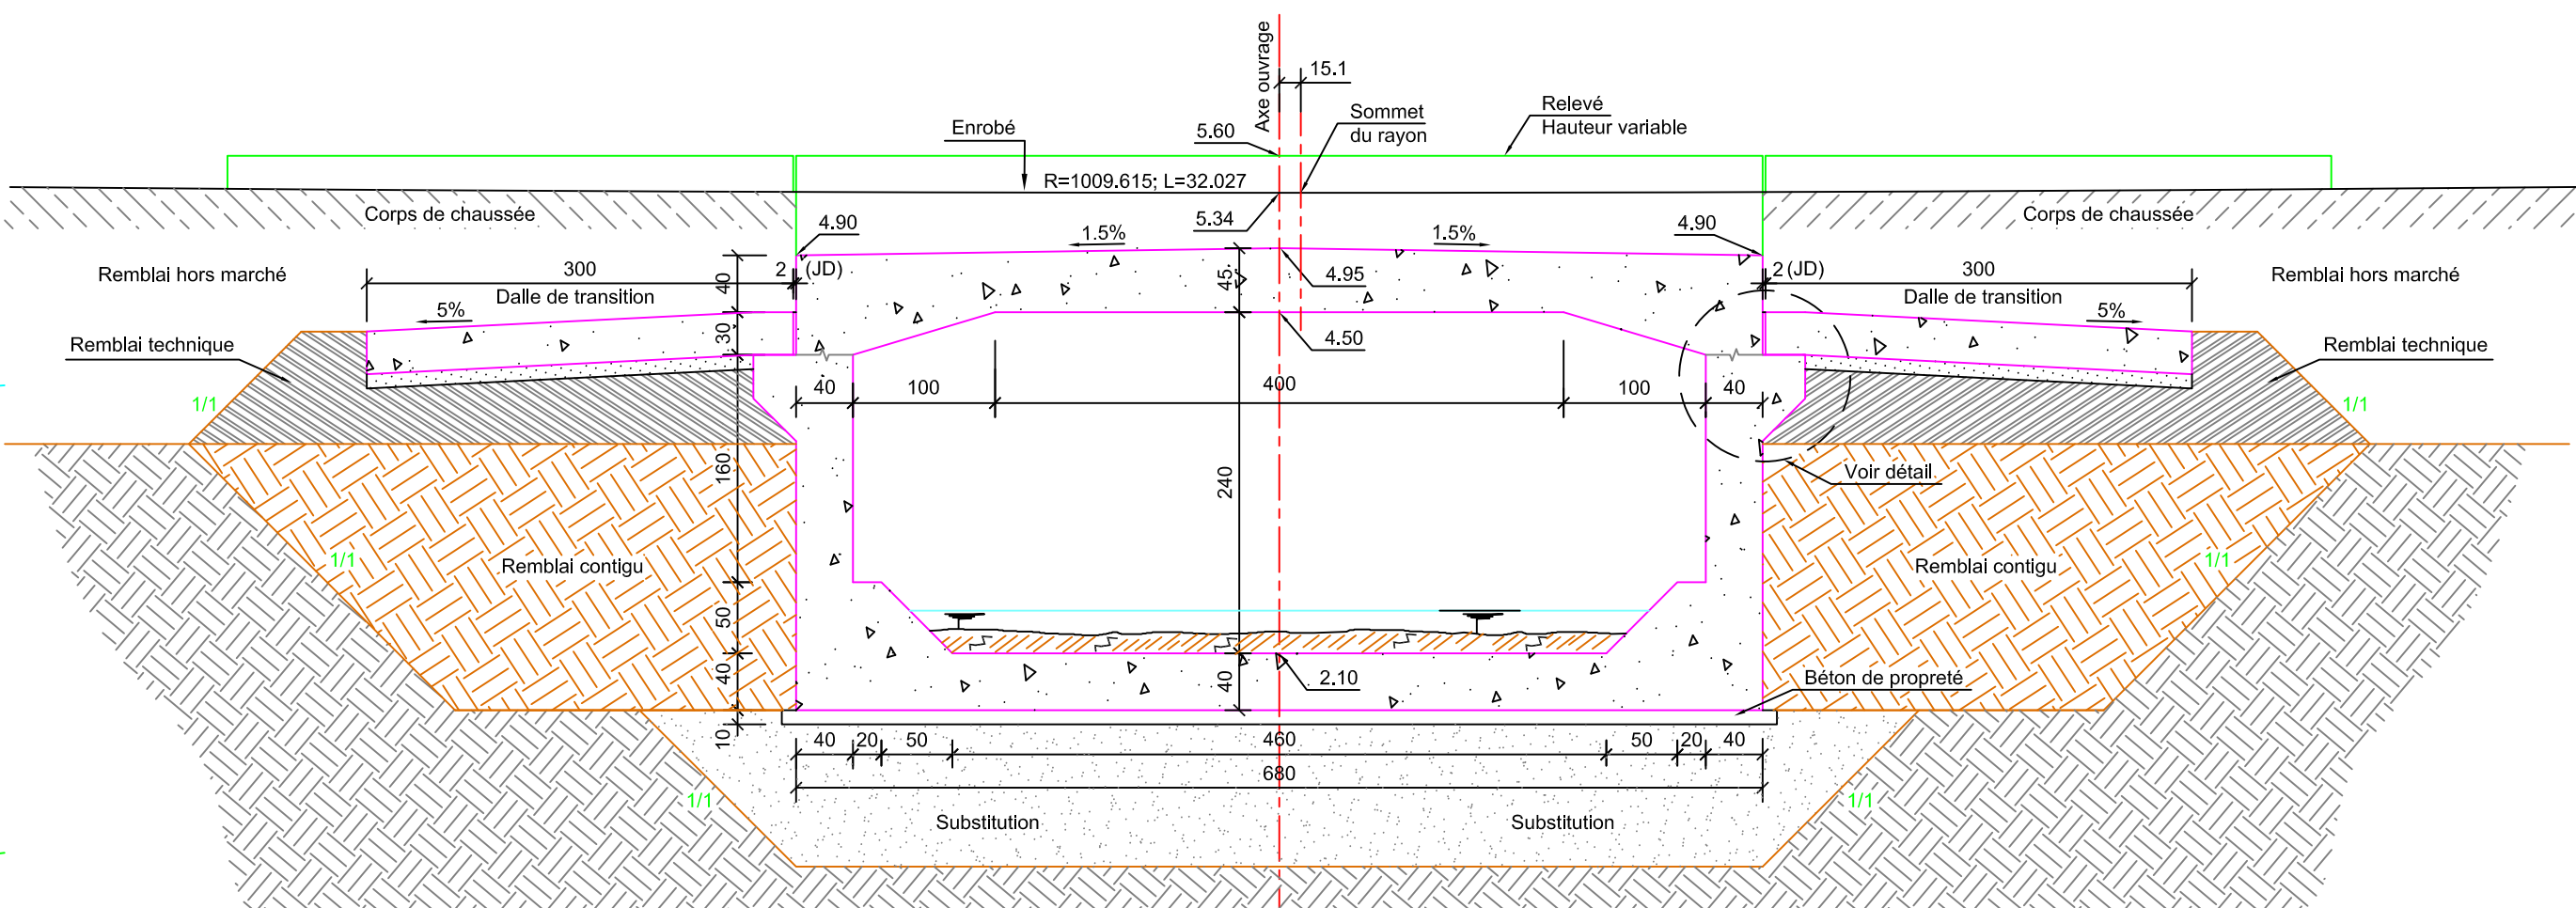 Axe ouvrage
15.1
Sommet
du rayon
Relevé
Hauteur variable
Enrobé
5.60
R=1009.615; L=32.027
5.34
Corps de chaussée
Corps de chaussée
4.90
4.90
1.5%
1.5%
Remblai hors marché
300
2 (JD)
40
45
4.95
2 (JD)
300
Remblai hors marché
Dalle de transition
Dalle de transition
5%
5%
30
4.50
Remblai technique
Remblai technique
40
100
400
100
40
1/1
1/1
160
240
Voir détail
1/1
Remblai contigu
Remblai contigu
1/1
50
40
40
2.10
Béton de propreté
10
40
20
50
460
50
20
40
680
1/1
1/1
Substitution
Substitution